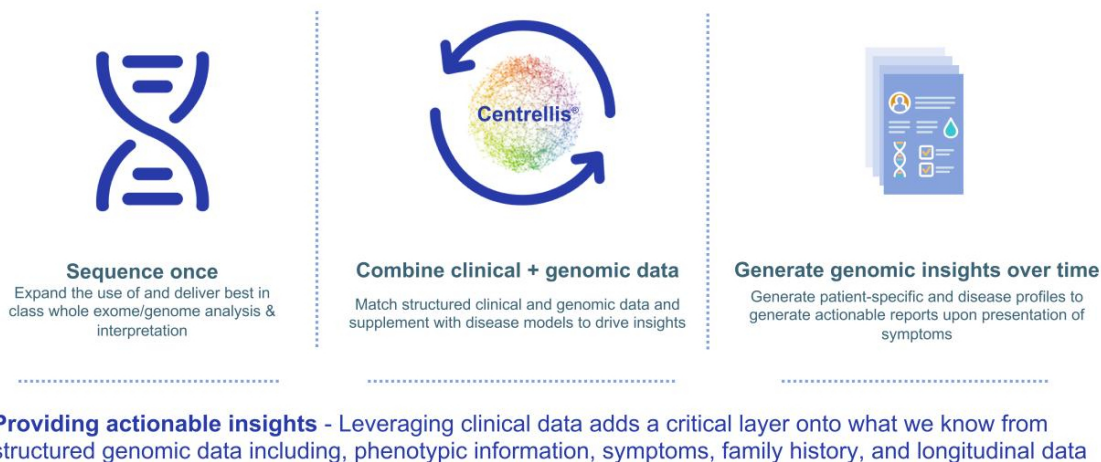 Centrellis®
Sequence once
Expand the use of and deliver best in
class whole exome/genome analysis &
interpretation
Combine clinical + genomic data
Match structured clinical and genomic data and
supplement with disease models to drive insights
Generate genomic insights over time
Generate patient-specific and disease profiles to
generate actionable reports upon presentation of
symptoms
Providing actionable insights - Leveraging clinical data adds a critical layer onto what we know from
structured genomic data including, phenotypic information, symptoms, family history, and longitudinal data